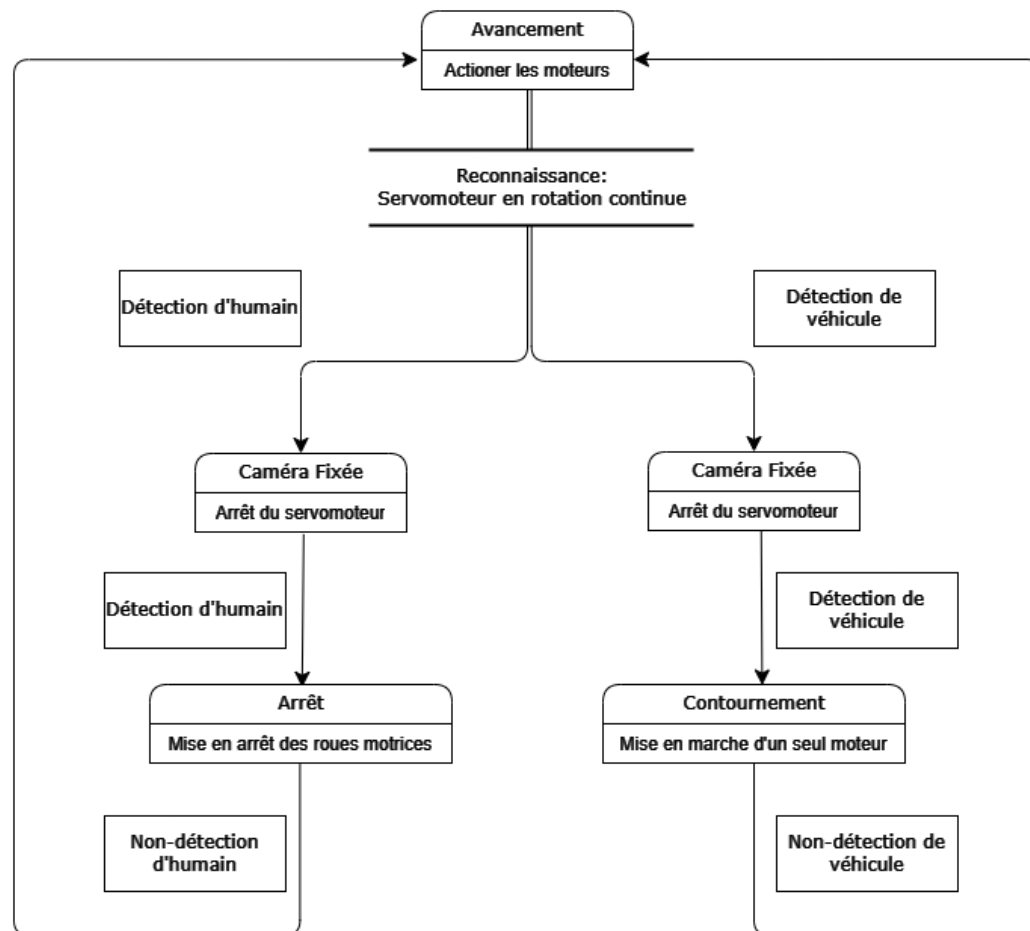 Avancement
Actioner les moteurs
Reconnaissance:
Servomoteur en rotation continue
Détection d'humain
Détection de
véhicule
Caméra Fixée
Arrêt du servomoteur
Caméra Fixée
Arrêt du servomoteur
Détection d'humain
Détection de
véhicule
Arrêt
Mise en arrêt des roues motrices
Contournement
Mise en marche d'un seul moteur
Non-détection
d'humain
Non-détection de
véhicule